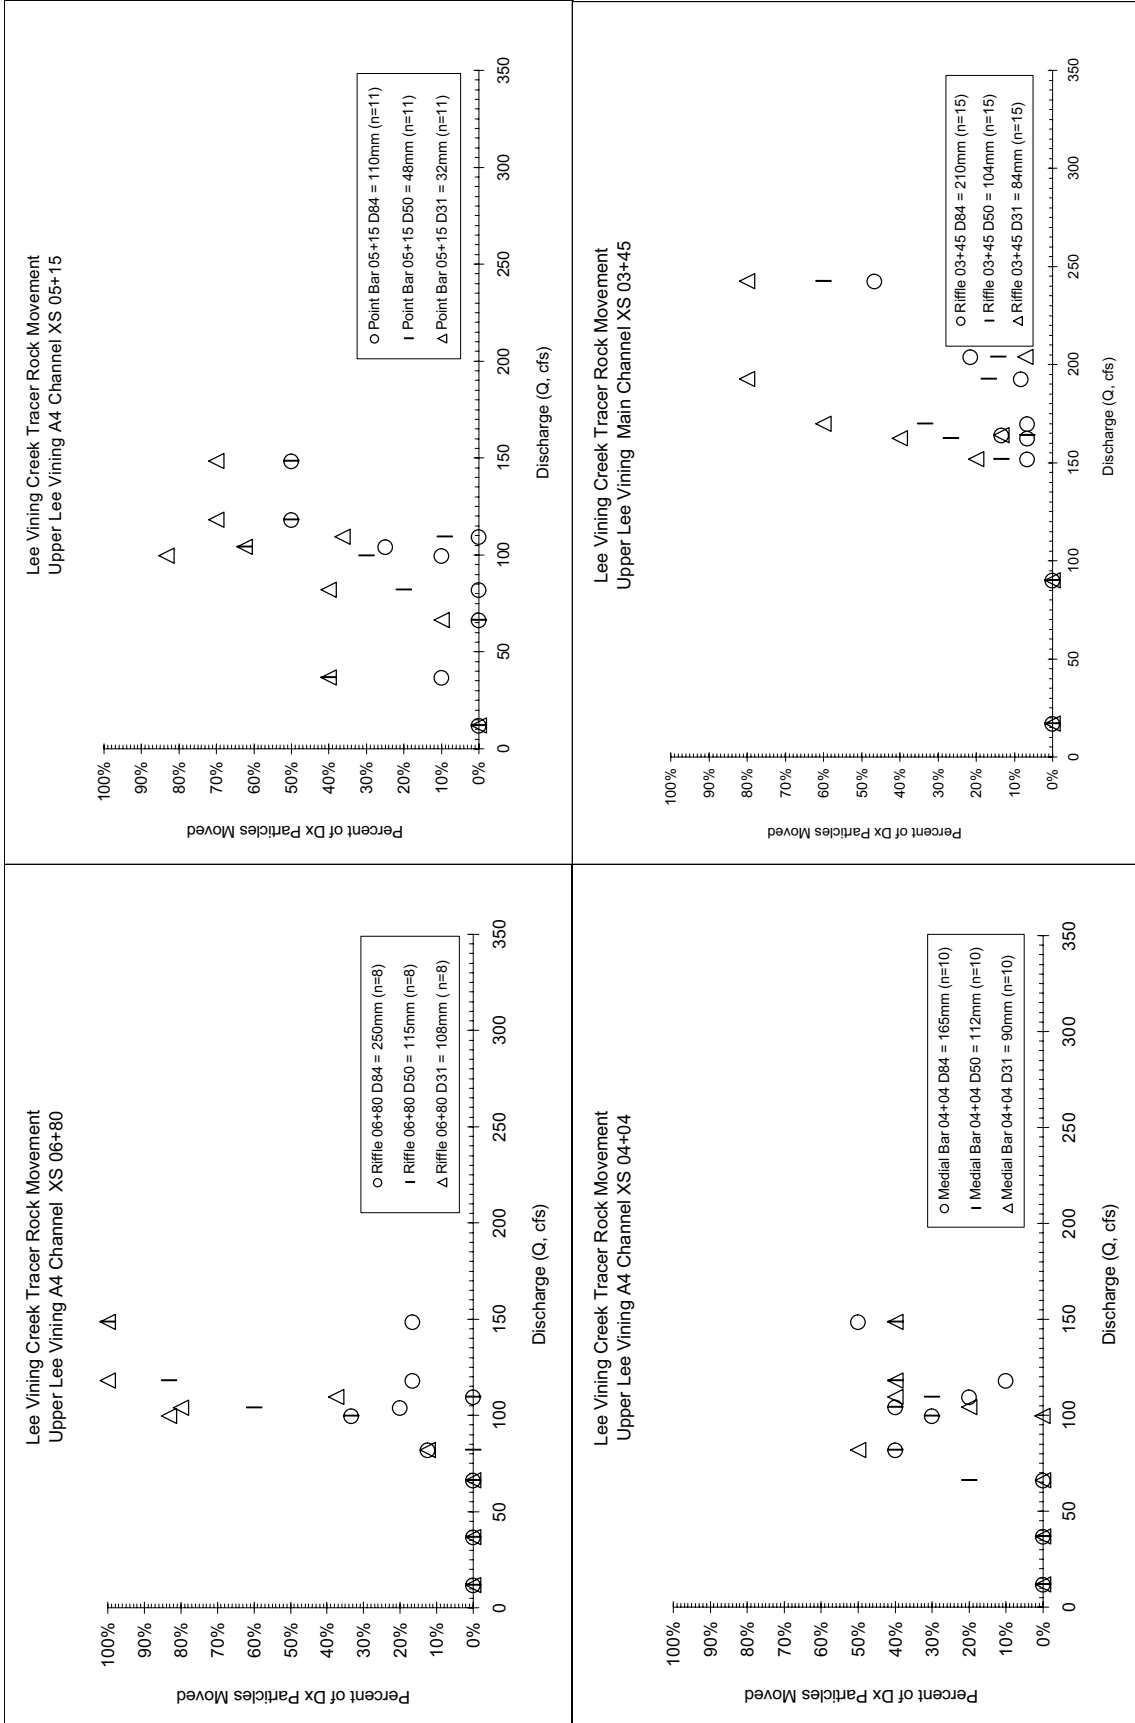 Lee Vining Creek Tracer Rock Movement
Upper Lee Vining A4 Channel XS 06+80
Percent of Dx Particles Moved
100%
90%
80%
70%
60%
50%
40%
30%
20%
10%
0%
0
50
100
150
200
250
300
350
Discharge (Q, cfs)
Riffle 06+80 D84 = 250mm (n=8)
Riffle 06+80 D50 = 115mm (n=8)
Riffle 06+80 D31 = 108mm ( n=8)
Lee Vining Creek Tracer Rock Movement
Upper Lee Vining A4 Channel XS 05+15
Percent of Dx Particles Moved
100%
90%
80%
70%
60%
50%
40%
30%
20%
10%
0%
0
50
100
150
200
250
300
350
Discharge (Q, cfs)
Point Bar 05+15 D84 = 110mm (n=11)
Point Bar 05+15 D50 = 48mm (n=11)
Point Bar 05+15 D31 = 32mm (n=11)
Lee Vining Creek Tracer Rock Movement
Upper Lee Vining A4 Channel XS 04+04
Percent of Dx Particles Moved
100%
90%
80%
70%
60%
50%
40%
30%
20%
10%
0%
0
50
100
150
200
250
300
350
Discharge (Q, cfs)
Medial Bar 04+04 D84 = 165mm (n=10)
Medial Bar 04+04 D50 = 112mm (n=10)
Medial Bar 04+04 D31 = 90mm (n=10)
Lee Vining Creek Tracer Rock Movement
Upper Lee Vining Main Channel XS 03+45
Percent of Dx Particles Moved
100%
90%
80%
70%
60%
50%
40%
30%
20%
10%
0%
0
50
100
150
200
250
300
350
Discharge (Q, cfs)
Riffle 03+45 D84 = 210mm (n=15)
Riffle 03+45 D50 = 104mm (n=15)
Riffle 03+45 D31 = 84mm (n=15)